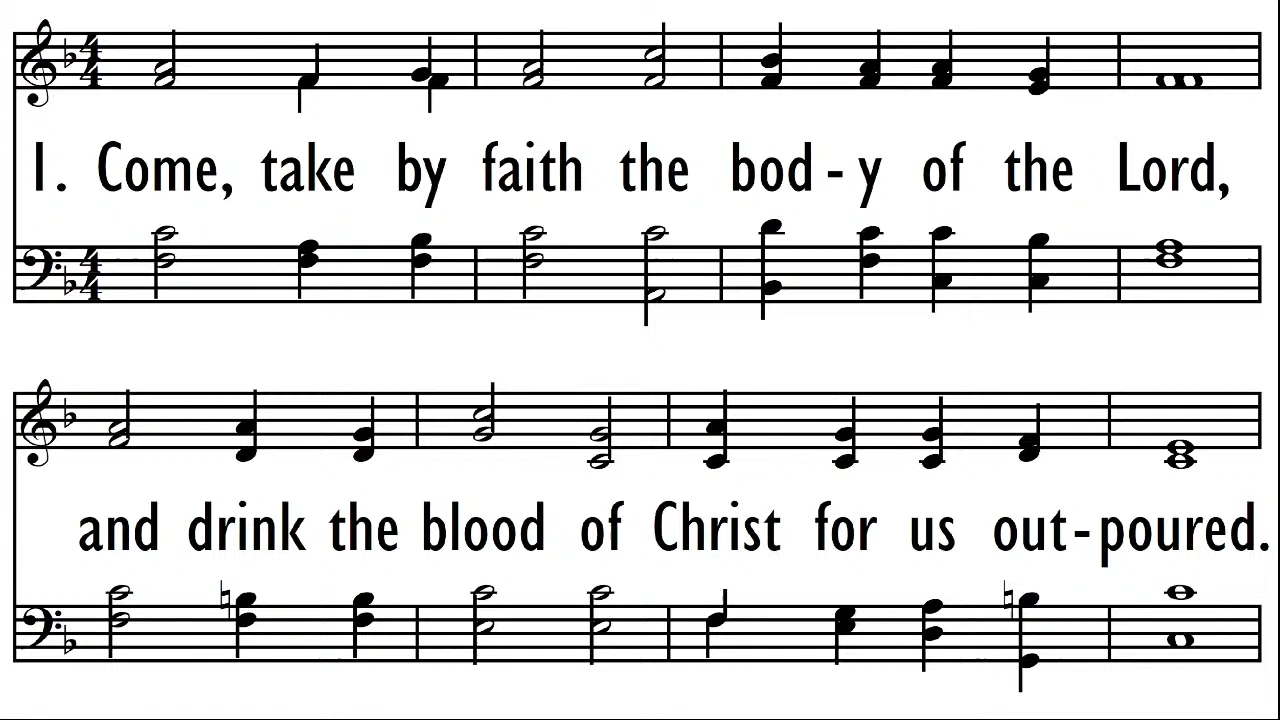 1. Come, take by faith the bod-y of the Lord,
and drink the blood of Christ for us out-poured.